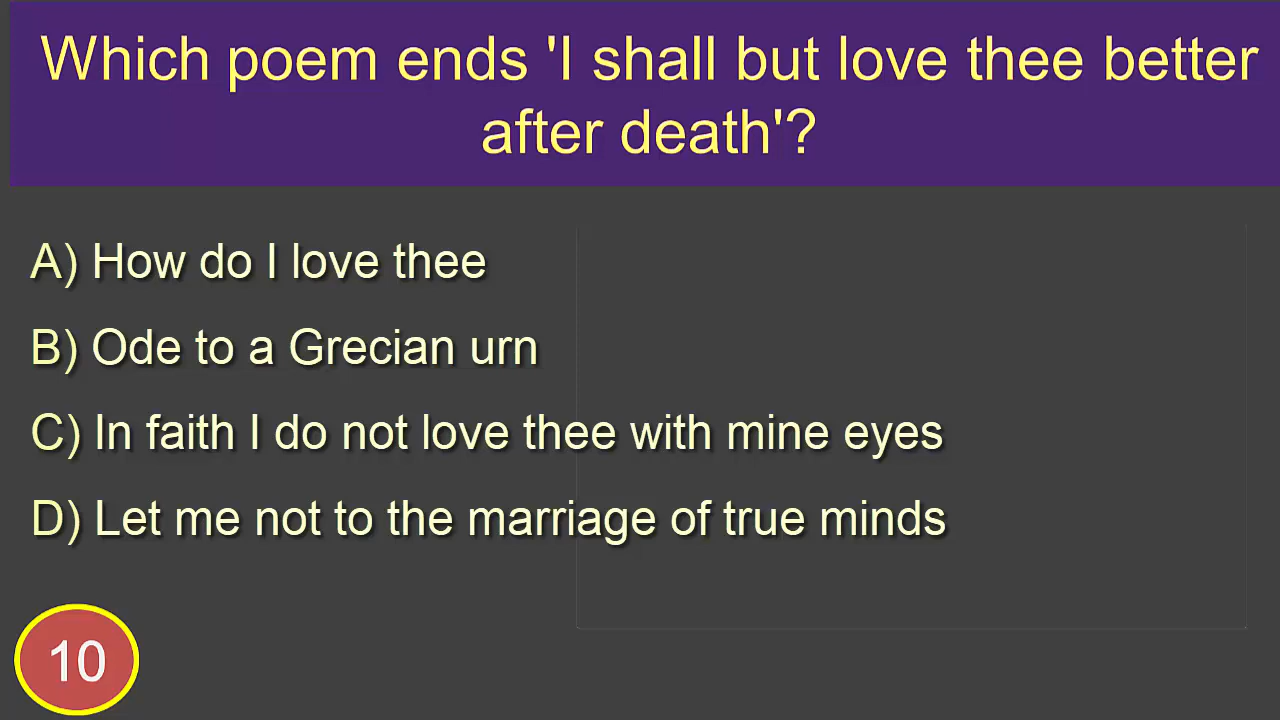 Which poem ends 'I shall but love thee better
after death'?
A) How do I love thee
B) Ode to a Grecian urn
C) In faith I do not love thee with mine eyes
D) Let me not to the marriage of true minds
10